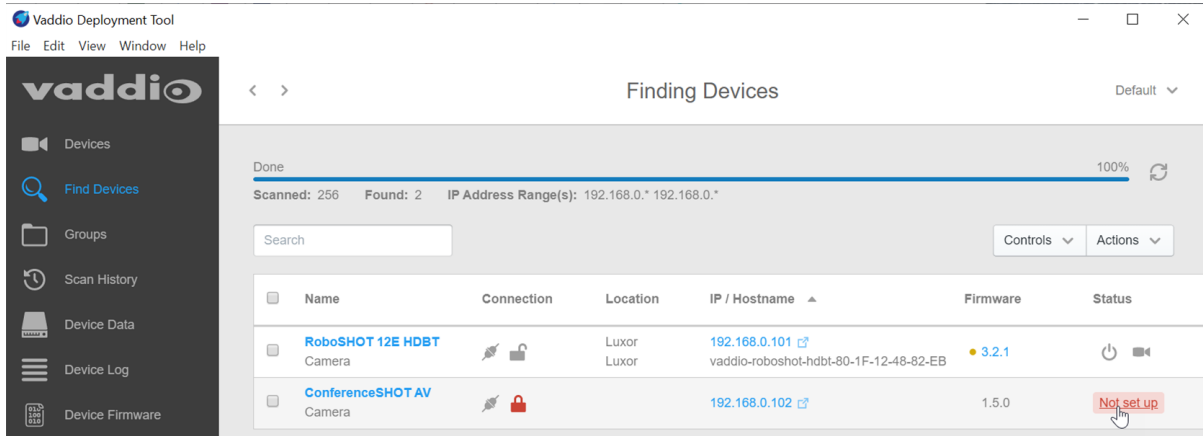 Vaddio Deployment Tool
File Edit View Window Help
vaddio
Devices
Find Devices
Groups
Scan History
Device Data
Device Log
Device Firmware
Finding Devices
Default
Done 100%
Scanned: 256 Found: 2 IP Address Range(s): 192.168.0.* 192.168.0.*
Search
Controls Actions
Name Connection Location IP / Hostname Firmware Status
RoboSHOT 12E HDBT Luxor 192.168.0.101
Camera Luxor vaddio-roboshot-hdbt-80-1F-12-48-82-EB 3.2.1
ConferenceSHOT AV
Camera 192.168.0.102 1.5.0 Not set up